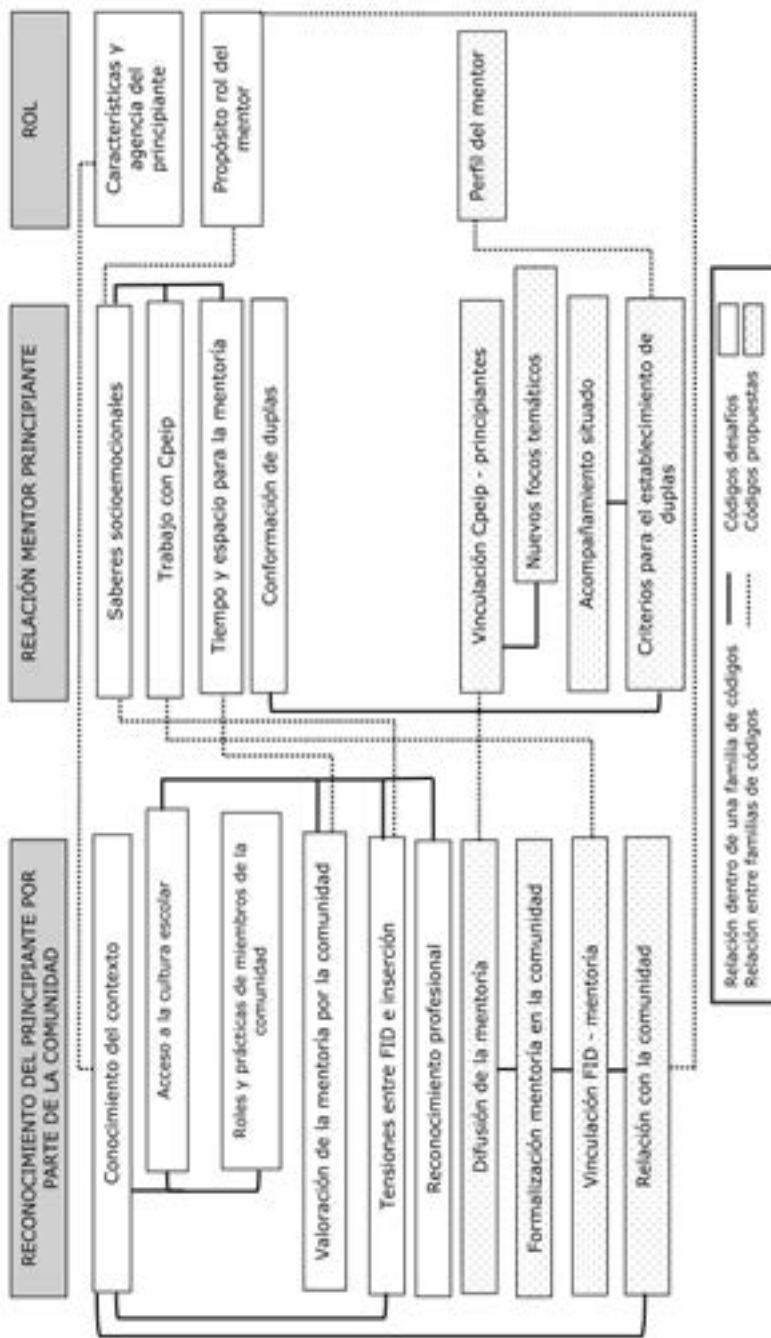 RECONOCIMIENTO DEL PRINCIPIANTE POR
PARTE DE LA COMUNIDAD
Conocimiento del contexto
Acceso a la cultura escolar
Roles y prácticas de miembros de la
comunidad
Valoración de la mentoría por la comunidad
Tensiones entre FID e inserción
Reconocimiento profesional
Difusión de la mentoría
Formalización mentoría en la comunidad
Vinculación FID - mentoría
Relación con la comunidad
RELACIÓN MENTOR PRINCIPIANTE
Saberes socioemocionales
Trabajo con Cpeip
Tiempo y espacio para la mentoría
Conformación de duplas
Vinculación Cpeip - principiantes
Nuevos focos temáticos
Acompañamiento situado
Criterios para el establecimiento de
duplas
ROL
Características y
agencia del
principiante
Propósito rol del
mentor
Perfil del mentor
Relación dentro de una familia de códigos
Relación entre familias de códigos
Códigos desafíos
Códigos propuestas